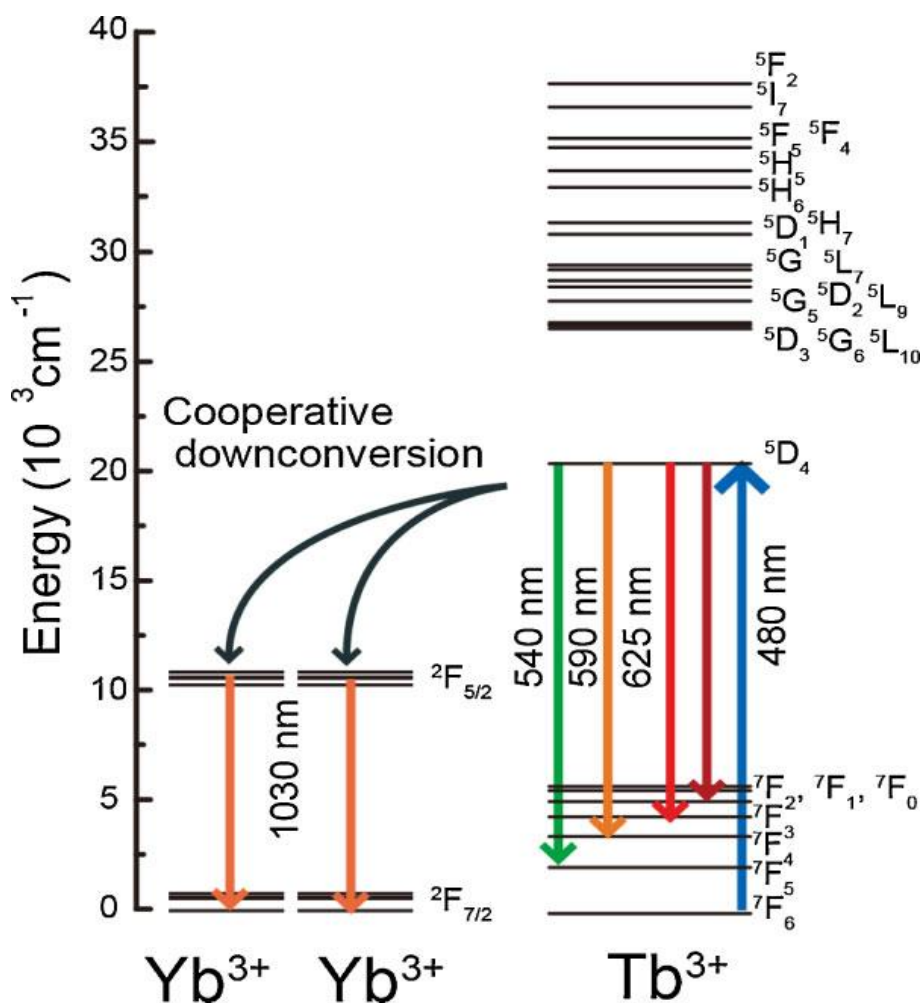 40
35
30
25
20
15
10
5
0
Energy (10 ³cm⁻¹)
Cooperative
downconversion
²F₅/₂
1030 nm
²F₇/₂
Yb³⁺ Yb³⁺
⁵F₂
⁵I₇
⁵F₅ ⁵F₄
⁵H₅
⁵H₆
⁵D₁ ⁵H₇
⁵G ⁵L₇
⁵G₅ ⁵D₂ ⁵L₉
⁵D₃ ⁵G₆ ⁵L₁₀
⁵D₄
540 nm
590 nm
625 nm
480 nm
⁷F₂, ⁷F₁, ⁷F₀
⁷F₃
⁷F₄
⁷F₅
⁷F₆
Tb³⁺